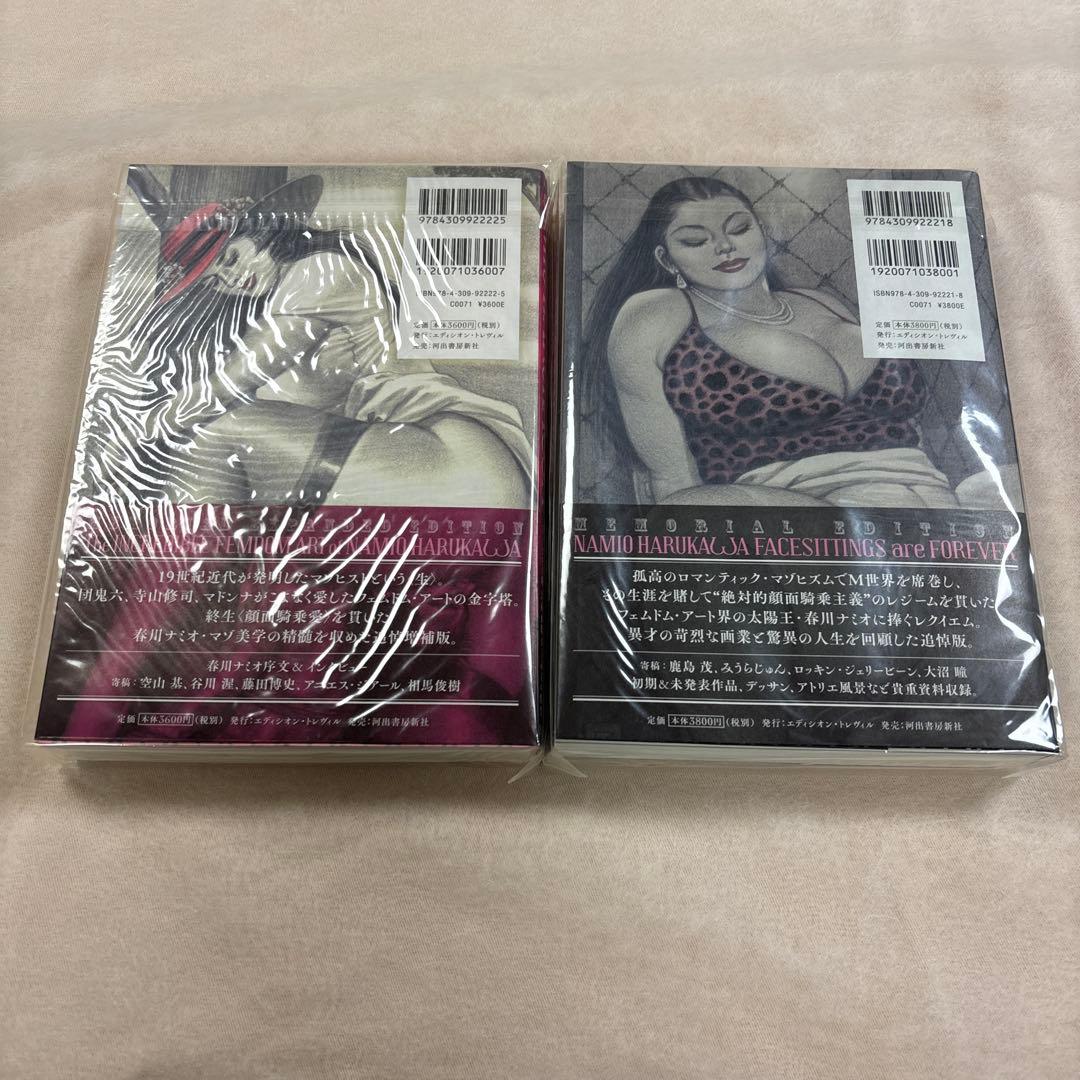 9784309922225
1920071036007
ISBN978-4-309-92222-5
C0071 ¥3600E
定価 本体3600円(税別)
発行:エディシオン・トレヴィル
発売:河出書房新社
EDITION
NAMIO HARUKAWA
19世紀近代が発明したマゾヒストという〈生〉。
団鬼六、寺山修司、マドンナがこよなく愛したフェムドム・アートの金字塔。
終生〈顔面騎乗愛〉を貫いた
春川ナミオ・マゾ美学の精髄を収めた追悼増補版。
春川ナミオ序文&インタビュー
寄稿:空山 基、谷川 渥、藤田博史、アニエス・ジアール、相馬俊樹
定価 本体3600円(税別) 発行:エディシオン・トレヴィル 発売:河出書房新社
9784309922218
1920071038001
ISBN978-4-309-92221-8
C0071 ¥3800E
定価 本体3800円(税別)
発行:エディシオン・トレヴィル
発売:河出書房新社
MEMORIAL EDITION
NAMIO HARUKAWA FACESITTINGS are FOREVER
孤高のロマンティック・マゾヒズムでM世界を席巻し、
その生涯を賭して“絶対的顔面騎乗主義”のレジームを貫いた
フェムドム・アート界の太陽王・春川ナミオに捧ぐレクイエム。
異才の苛烈な画業と驚異の人生を回顧した追悼版。
寄稿:鹿島 茂、みうらじゅん、ロッキン・ジェリービーン、大沼 瞳
初期&未発表作品、デッサン、アトリエ風景など貴重資料収録。
定価 本体3800円(税別) 発行:エディシオン・トレヴィル 発売:河出書房新社